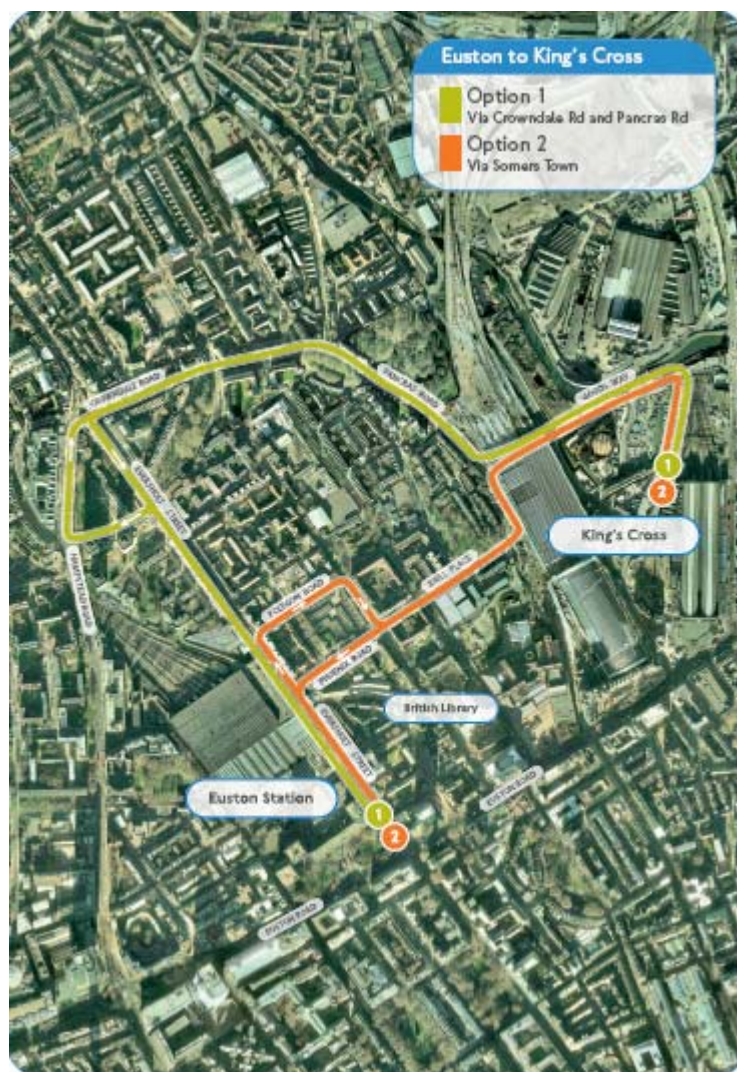 Euston to King's Cross
Option 1
Via Crowndale Rd and Pancras Rd
Option 2
Via Somers Town
CROWNDALE ROAD
PANCRAS ROAD
GOODS WAY
1
2
EVERSHOLT STREET
King's Cross
HAMPSTEAD ROAD
POLYGON ROAD
BRILL PLACE
PHOENIX ROAD
British Library
EVERSHOLT STREET
Euston Station
EUSTON ROAD
1
2
EUSTON ROAD